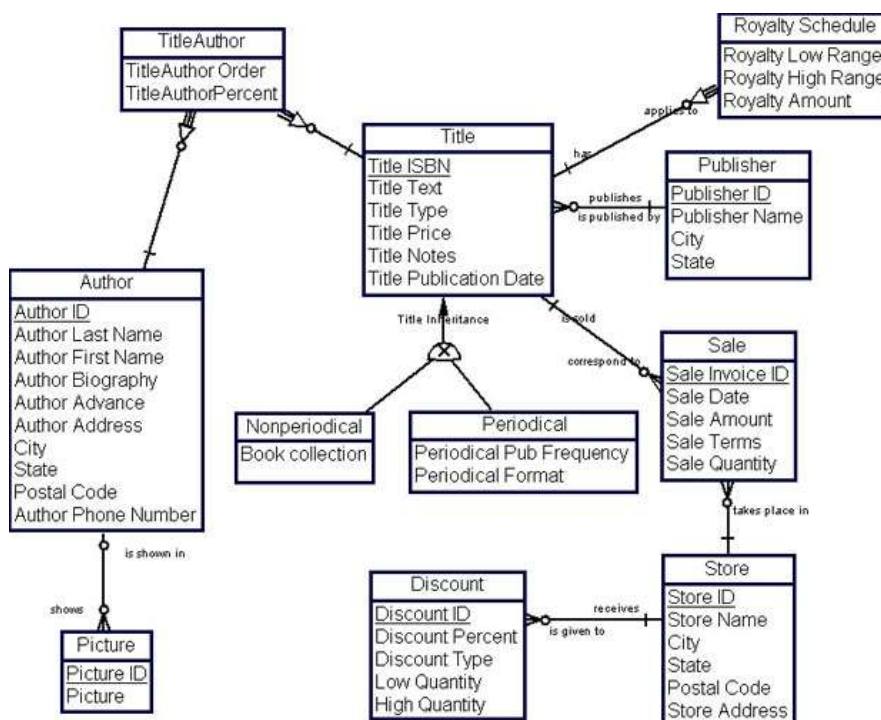 TitleAuthor
TitleAuthor Order
TitleAuthorPercent
Royalty Schedule
Royalty Low Range
Royalty High Range
Royalty Amount
applies to
has
Title
Title ISBN
Title Text
Title Type
Title Price
Title Notes
Title Publication Date
publishes
is published by
Publisher
Publisher ID
Publisher Name
City
State
Author
Author ID
Author Last Name
Author First Name
Author Biography
Author Advance
Author Address
City
State
Postal Code
Author Phone Number
Title Inheritance
is sold
correspond to
Sale
Sale Invoice ID
Sale Date
Sale Amount
Sale Terms
Sale Quantity
Nonperiodical
Book collection
Periodical
Periodical Pub Frequency
Periodical Format
takes place in
is shown in
shows
Picture
Picture ID
Picture
Discount
Discount ID
Discount Percent
Discount Type
Low Quantity
High Quantity
receives
is given to
Store
Store ID
Store Name
City
State
Postal Code
Store Address